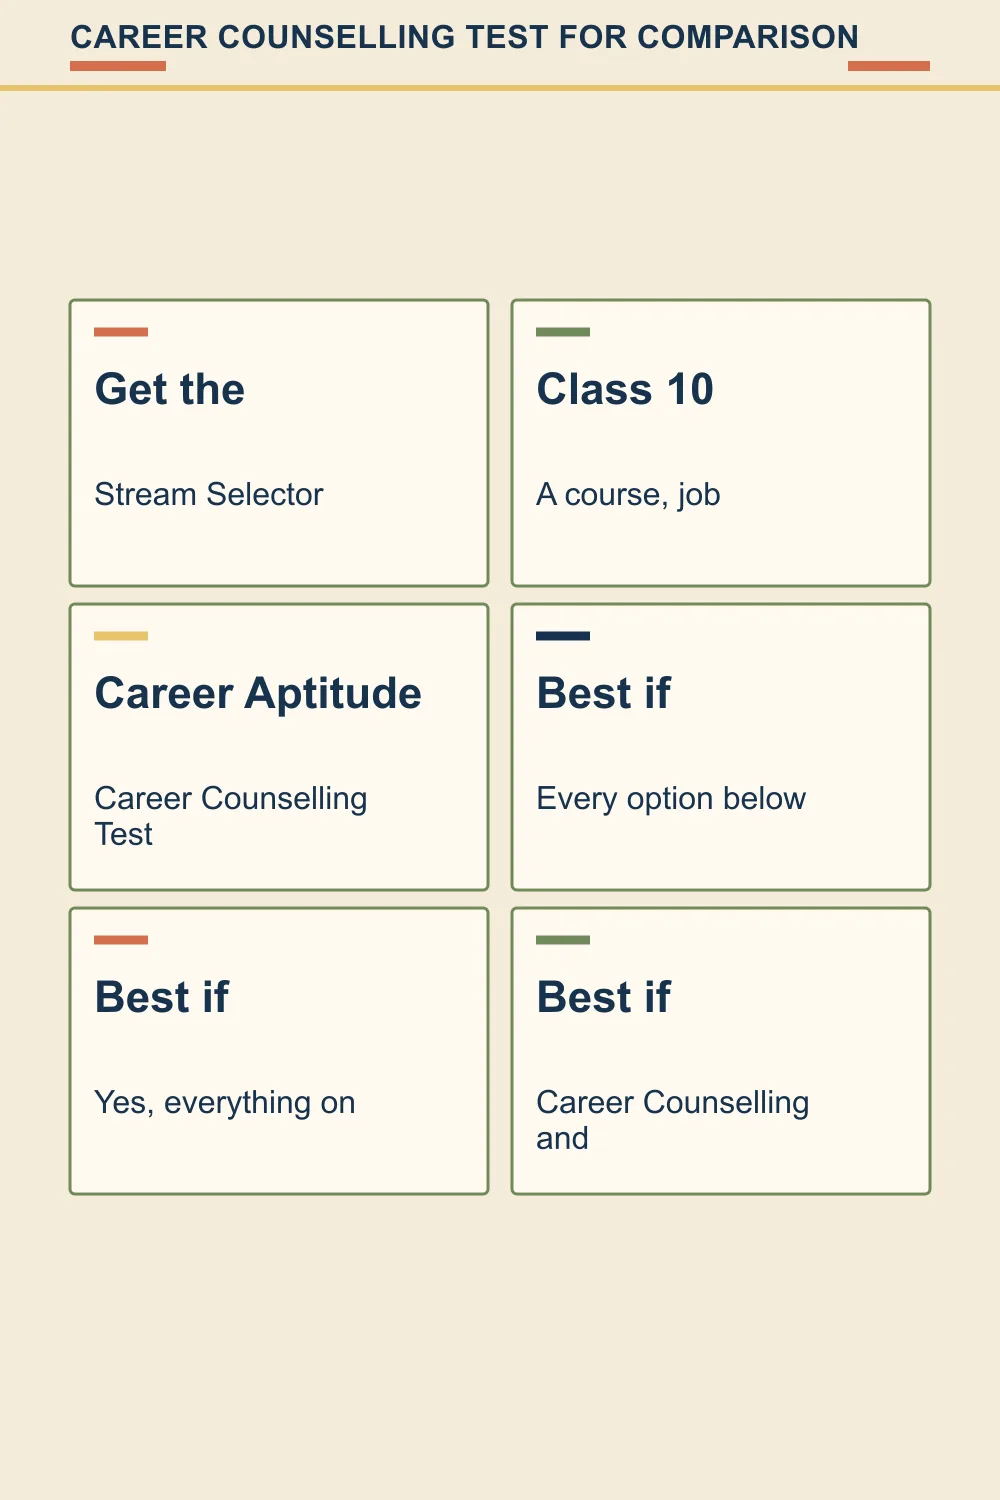 CAREER COUNSELLING TEST FOR COMPARISON
Get the
Stream Selector
Class 10
A course, job
Career Aptitude
Career Counselling
Test
Best if
Every option below
Best if
Yes, everything on
Best if
Career Counselling
and